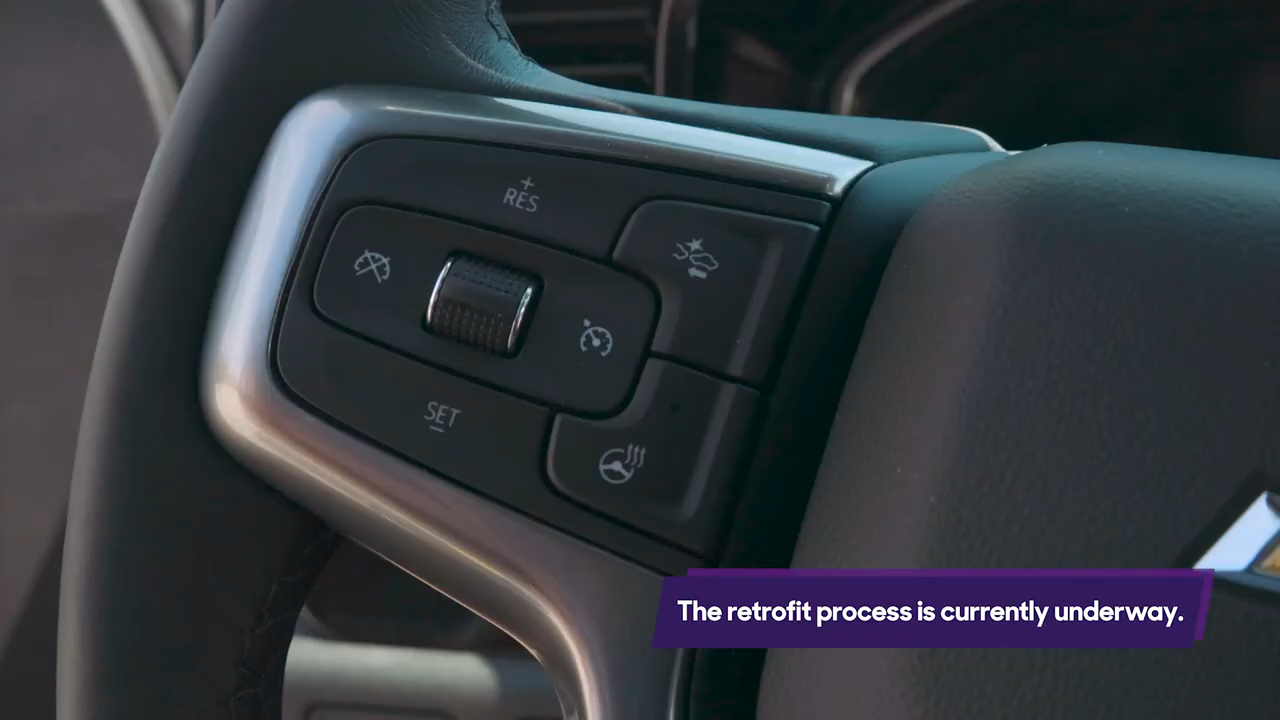 +
RES
SET
–
The retrofit process is currently underway.